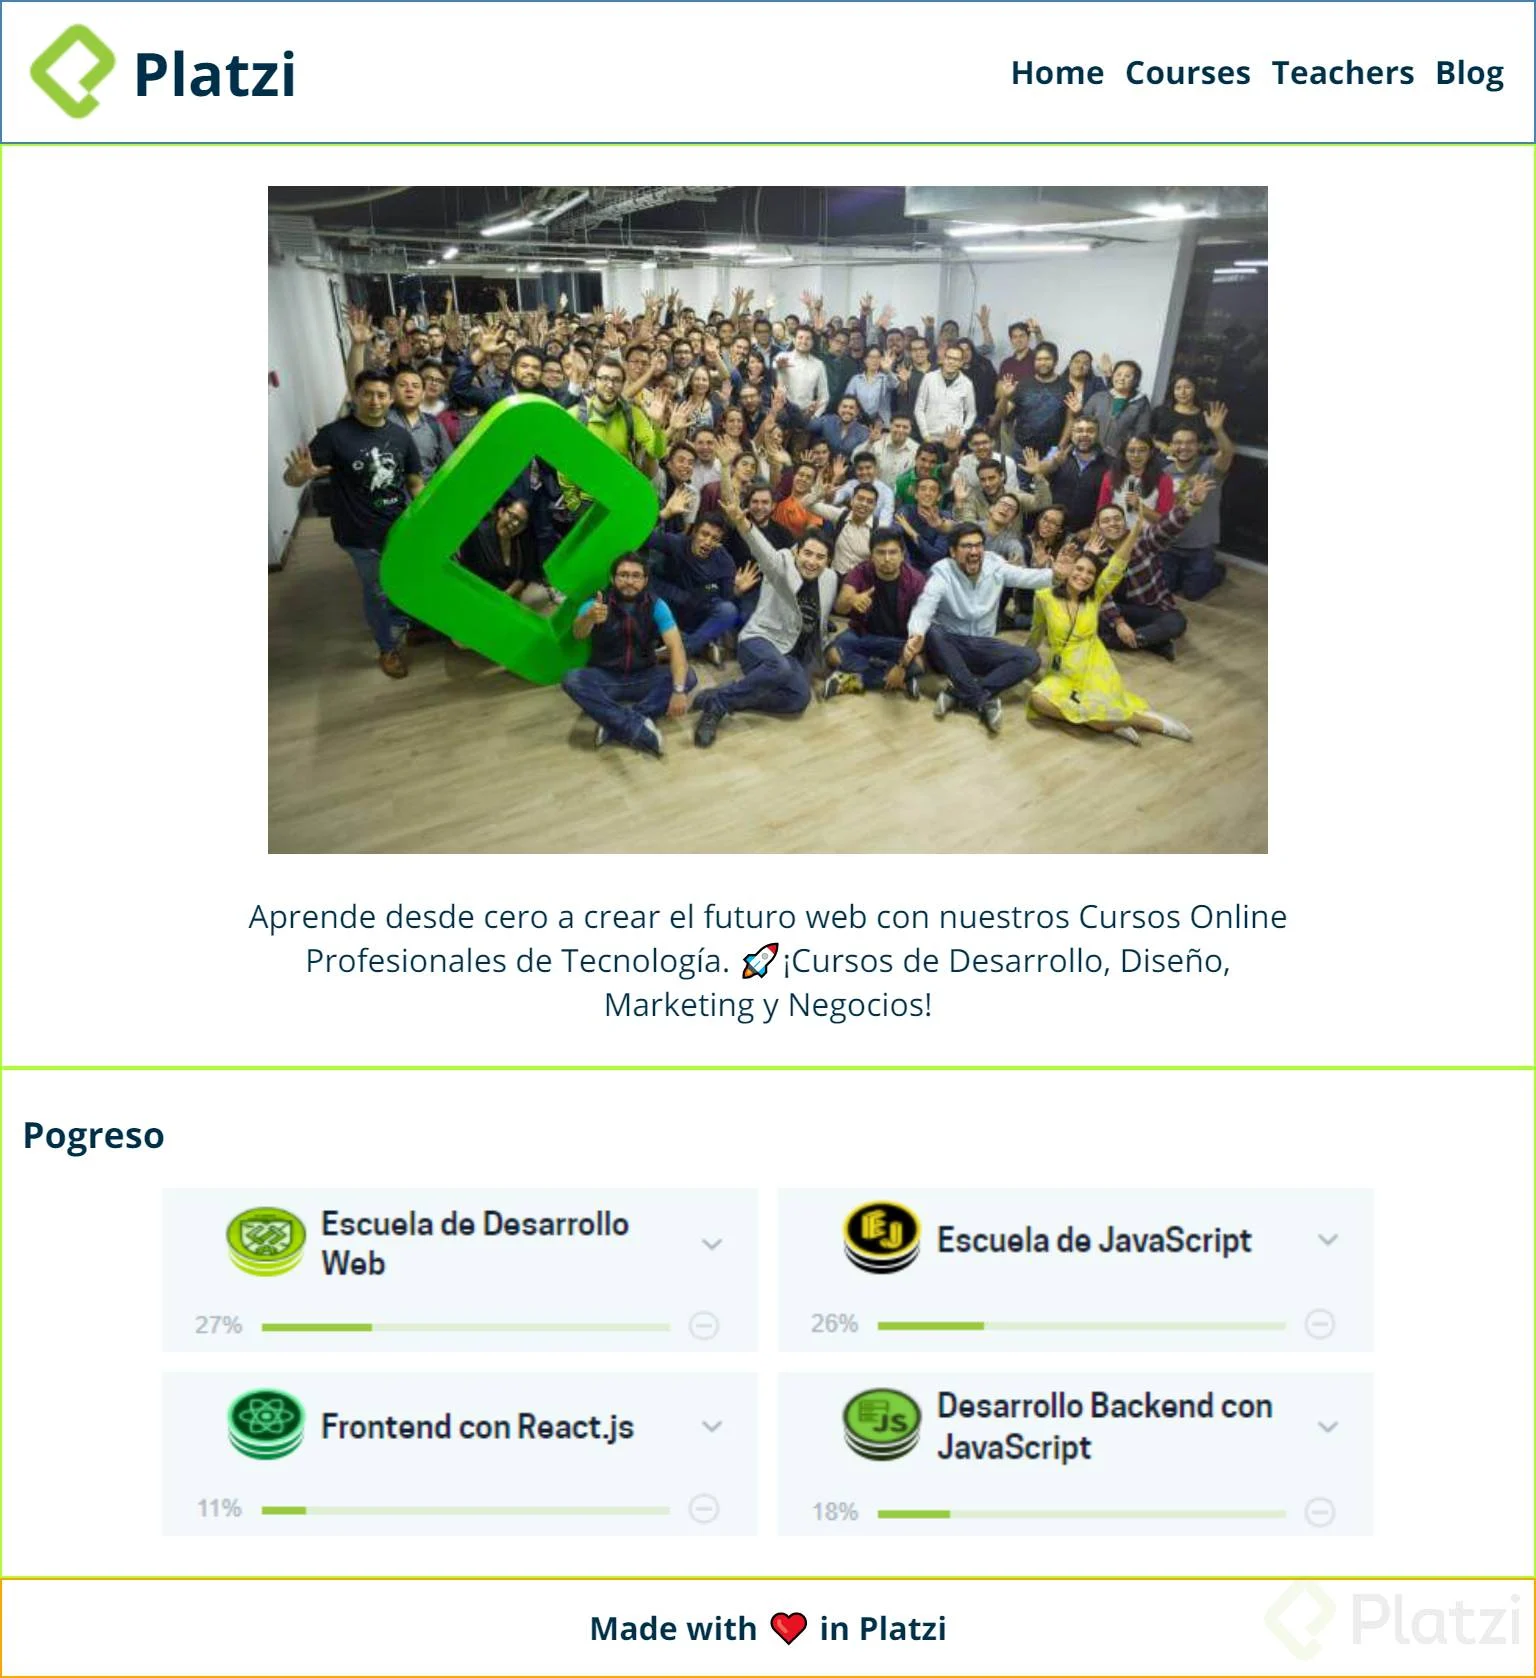 Platzi
Home Courses Teachers Blog
Aprende desde cero a crear el futuro web con nuestros Cursos Online
Profesionales de Tecnología. 🚀¡Cursos de Desarrollo, Diseño,
Marketing y Negocios!
Pogreso
Escuela de Desarrollo
Web
27%
EJ
Escuela de JavaScript
26%
Frontend con React.js
11%
JS
Desarrollo Backend con
JavaScript
18%
Made with ❤️ in Platzi
Platzi